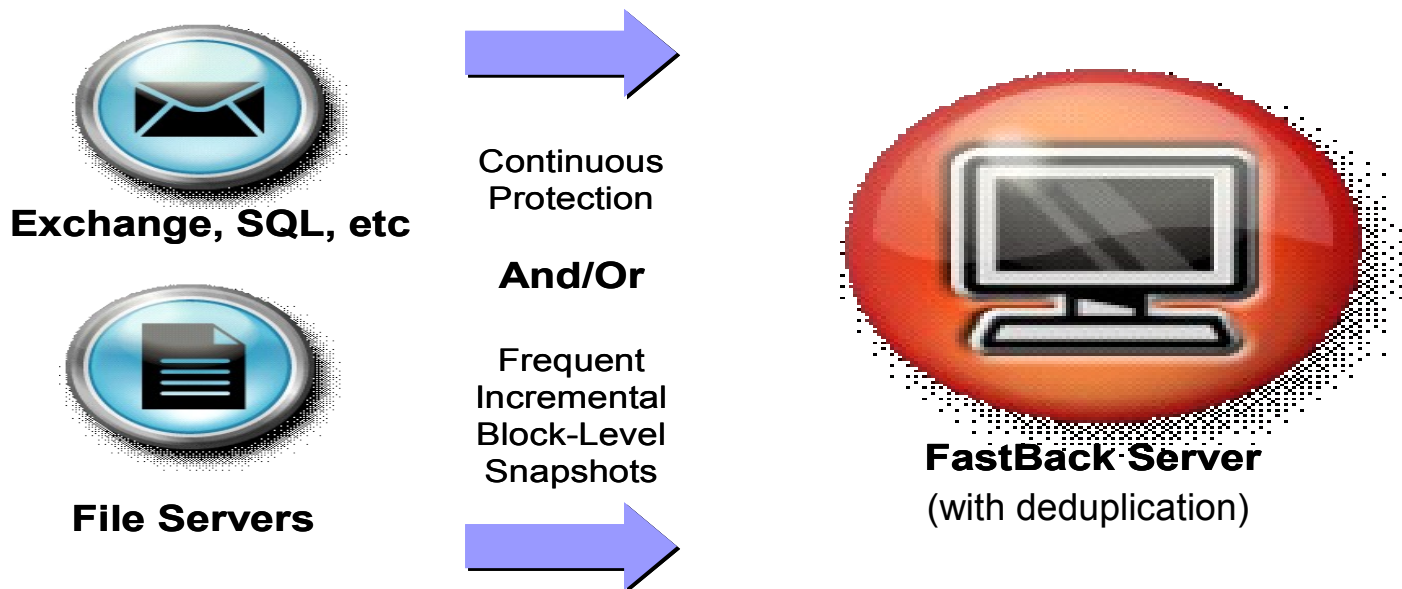 Exchange, SQL, etc
File Servers
Continuous
Protection
And/Or
Frequent
Incremental
Block-Level
Snapshots
FastBack Server
(with deduplication)